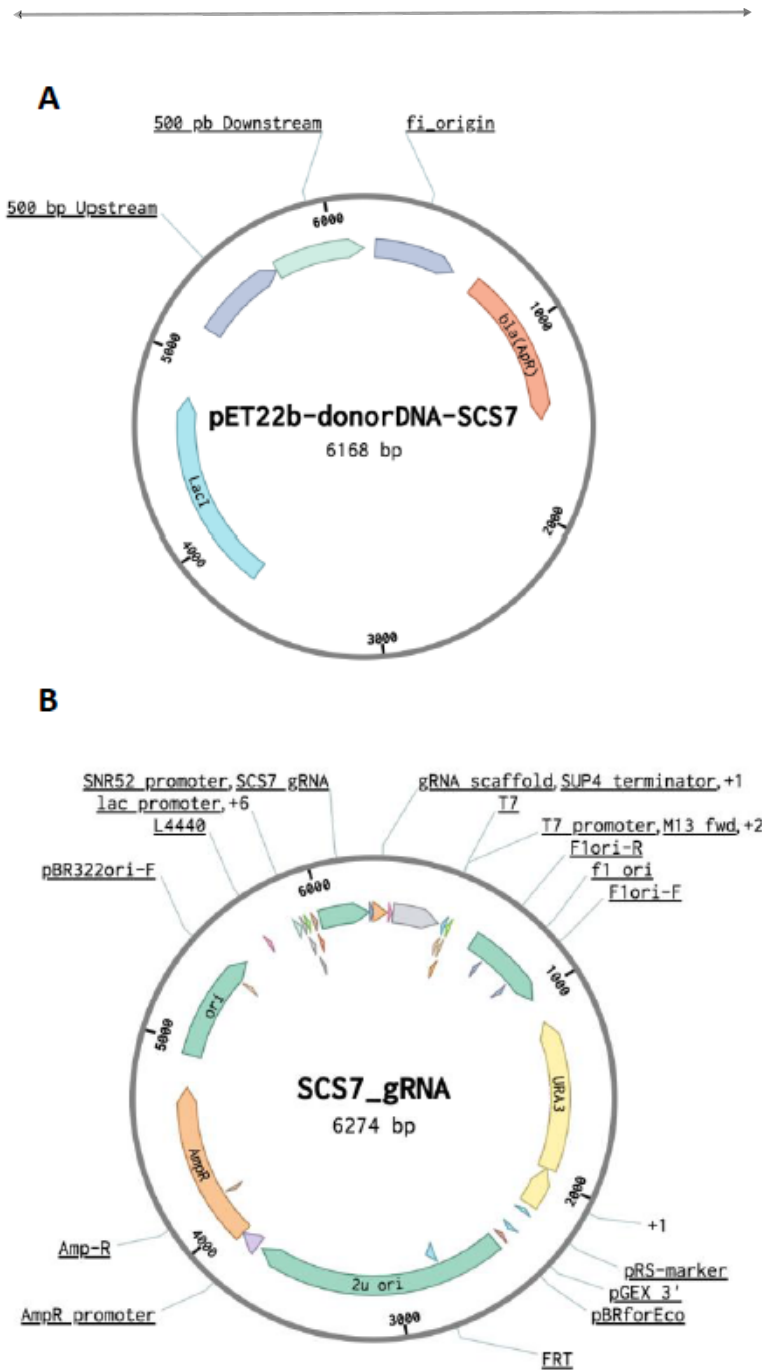 A
500 pb Downstream
fi_origin
500 bp Upstream
6000
1000
5000
bla(ApR)
pET22b-donorDNA-SCS7
6168 bp
LacI
4000
2000
3000
B
SNR52 promoter, SCS7 gRNA
gRNA scaffold, SUP4 terminator, +1
lac promoter, +6
T7
L4440
T7 promoter, M13 fwd, +2
F1ori-R
pBR322ori-F
f1 ori
6000
F1ori-F
1000
ori
5000
SCS7_gRNA
URA3
6274 bp
AmpR
2000
+1
4000
Amp-R
pRS-marker
2u ori
pGEX 3'
AmpR promoter
pBRforEco
3000
FRT